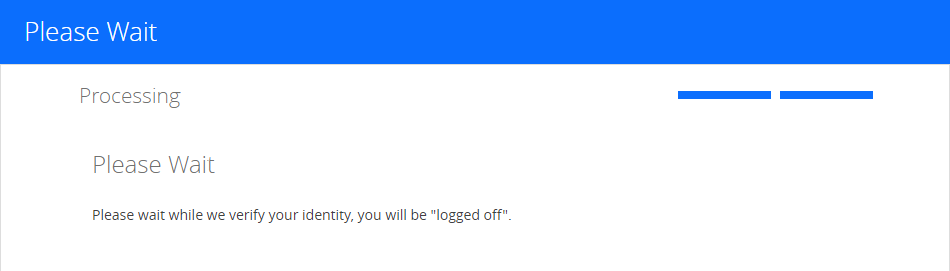 Please Wait
Processing
Please Wait
Please wait while we verify your identity, you will be "logged off".